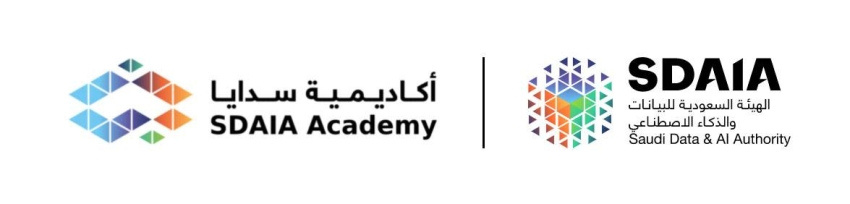 أكاديمية سدايا
SDAIA Academy
SDAIA
الهيئة السعودية للبيانات
والذكاء الاصطناعي
Saudi Data & AI Authority